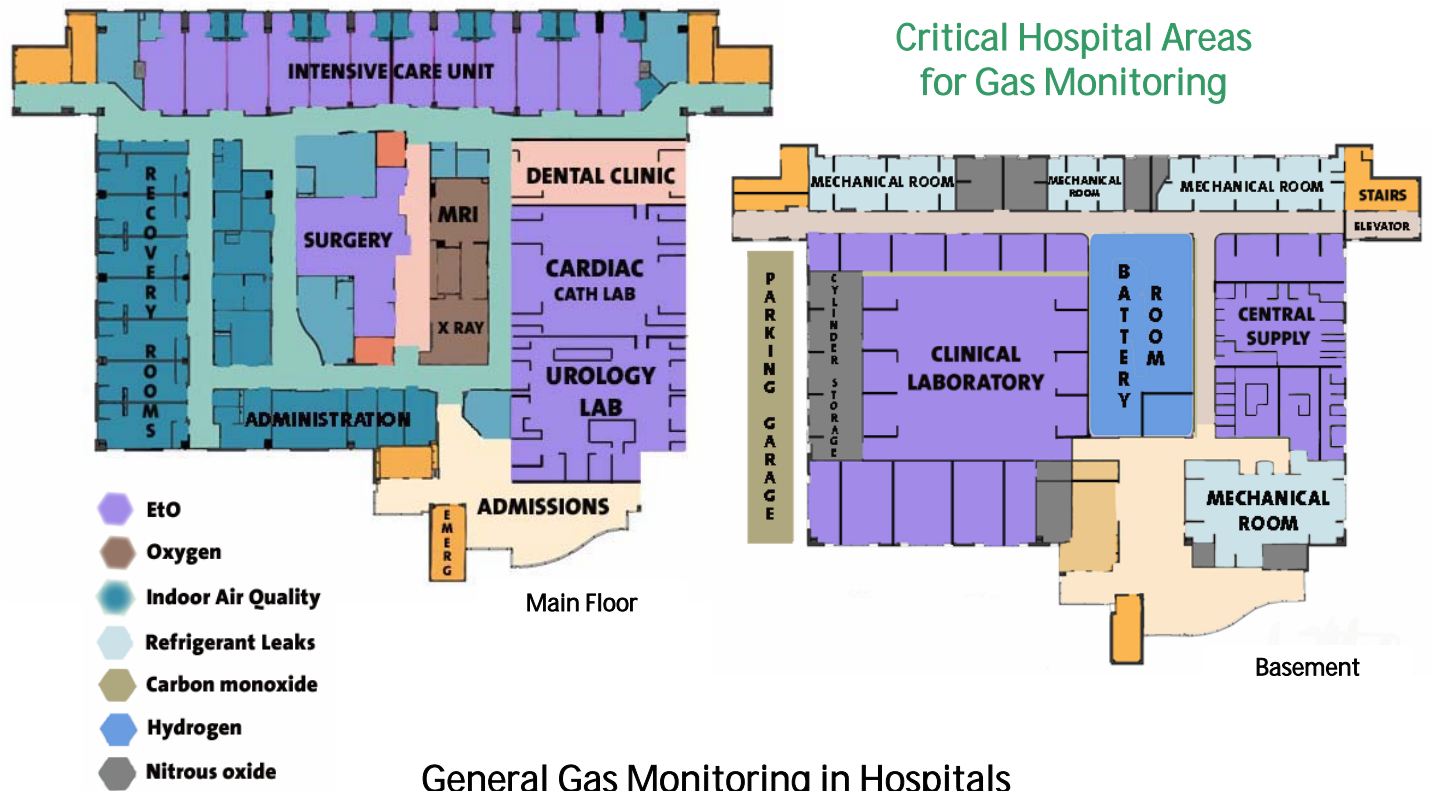 Critical Hospital Areas
for Gas Monitoring
INTENSIVE CARE UNIT
RECOVERY ROOMS
SURGERY
MRI
X RAY
DENTAL CLINIC
CARDIAC
CATH LAB
UROLOGY
LAB
ADMINISTRATION
ADMISSIONS
EMERG
Main Floor
MECHANICAL ROOM
MECHANICAL
ROOM
MECHANICAL ROOM
STAIRS
ELEVATOR
PARKING GARAGE
CYLINDER STORAGE
CLINICAL
LABORATORY
BATTERY
ROOM
CENTRAL
SUPPLY
MECHANICAL
ROOM
Basement
EtO
Oxygen
Indoor Air Quality
Refrigerant Leaks
Carbon monoxide
Hydrogen
Nitrous oxide
General Gas Monitoring in Hospitals